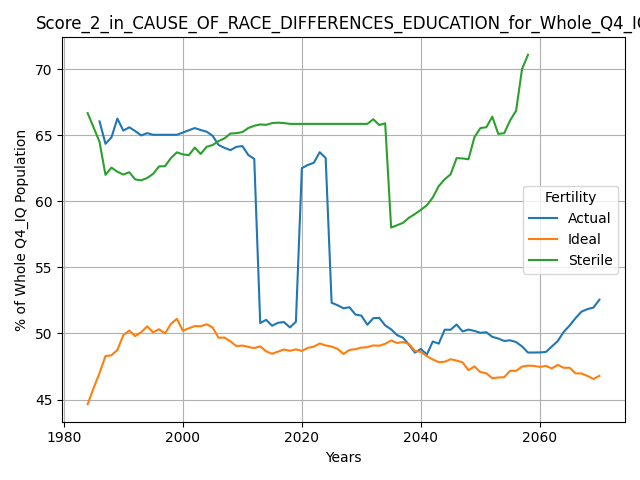 Score_2_in_CAUSE_OF_RACE_DIFFERENCES_EDUCATION_for_Whole_Q4_IQ
70
65
60
55
50
45
% of Whole Q4_IQ Population
Fertility
Actual
Ideal
Sterile
1980 2000 2020 2040 2060
Years